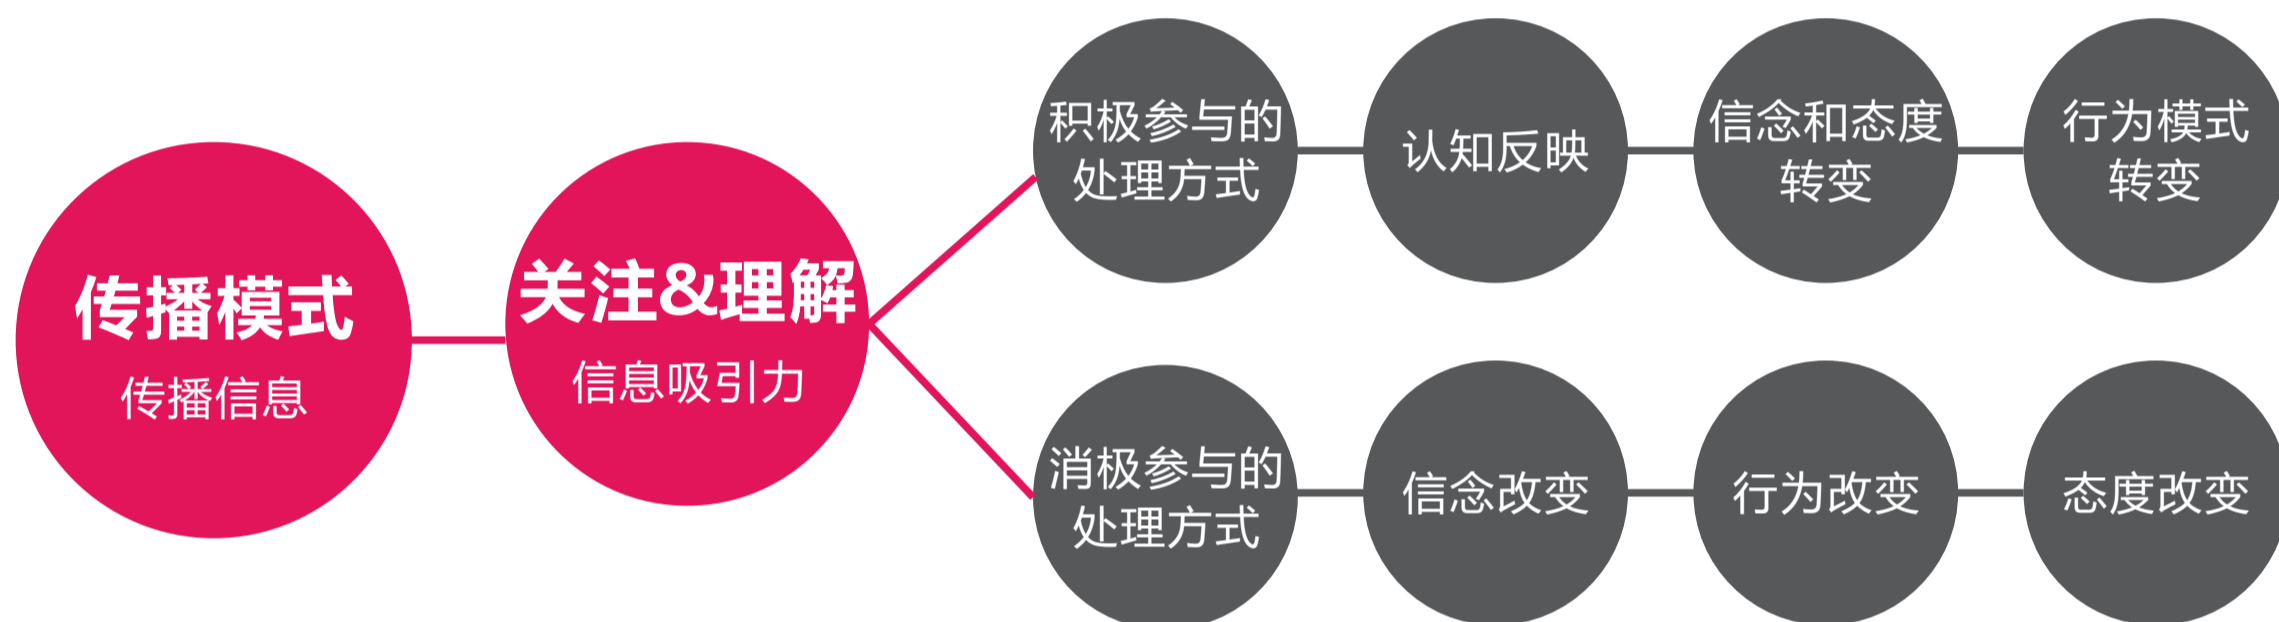 传播模式
传播信息
关注&理解
信息吸引力
积极参与的
处理方式
认知反映
信念和态度
转变
行为模式
转变
消极参与的
处理方式
信念改变
行为改变
态度改变